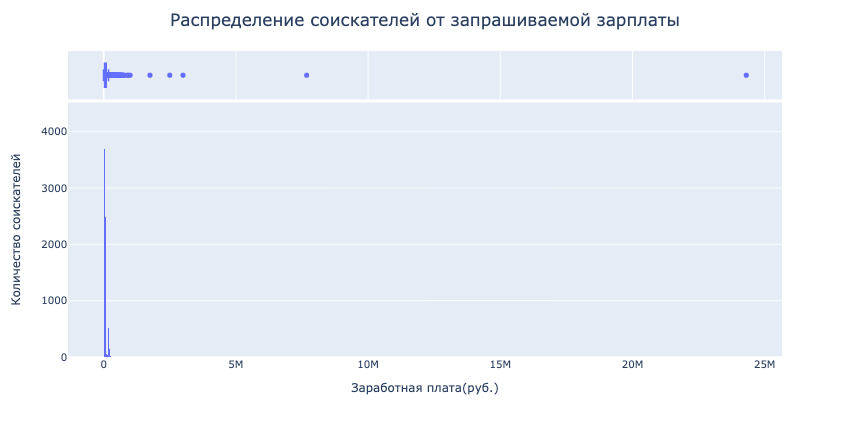 Распределение соискателей от запрашиваемой зарплаты
Количество соискателей
4000
3000
2000
1000
0
0 5M 10M 15M 20M 25M
Заработная плата(руб.)